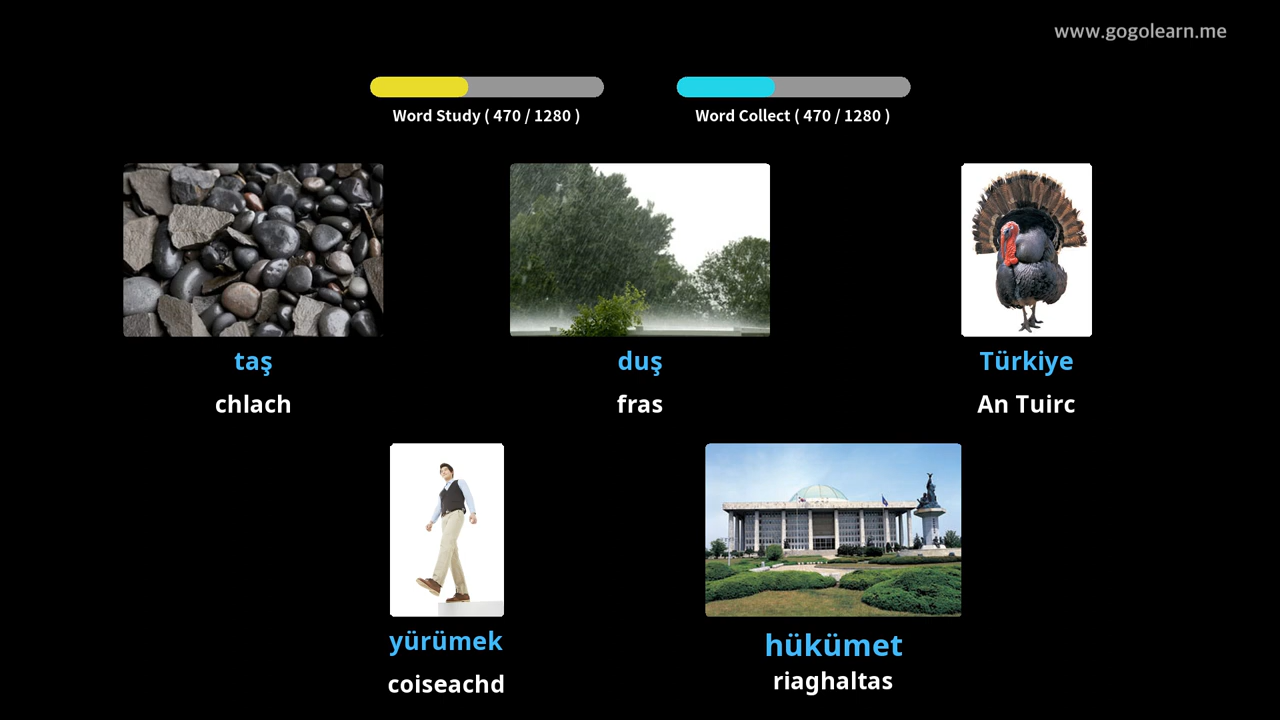 www.gogolearn.me
Word Study ( 470 / 1280 )
Word Collect ( 470 / 1280 )
taş
duş
Türkiye
chlach
fras
An Tuirc
yürümek
hükümet
coiseachd
riaghaltas